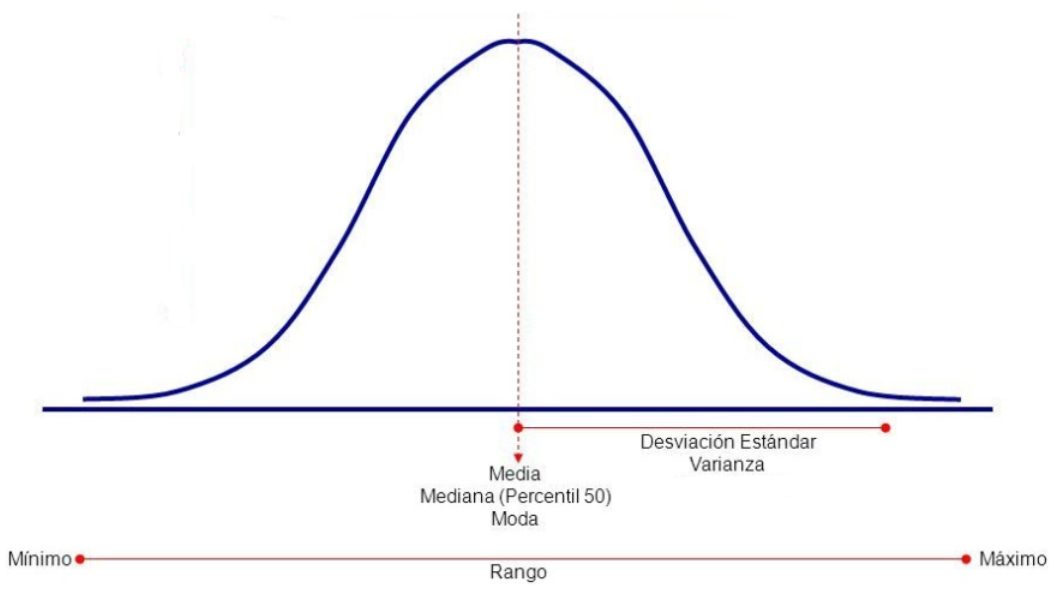 Desviación Estándar
Varianza
Media
Mediana (Percentil 50)
Moda
Mínimo
Máximo
Rango